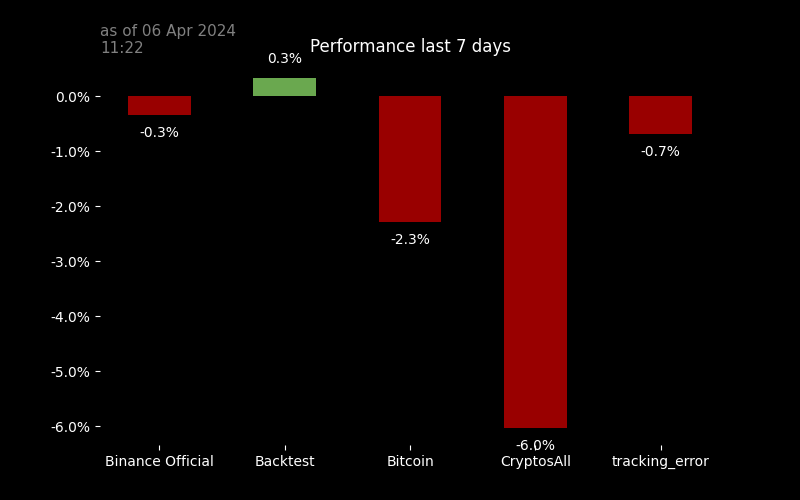 as of 06 Apr 2024
11:22
Performance last 7 days
0.3%
0.0%
-0.3%
-0.7%
-1.0%
-2.0%
-2.3%
-3.0%
-4.0%
-5.0%
-6.0%
-6.0%
Binance Official
Backtest
Bitcoin
CryptosAll
tracking_error